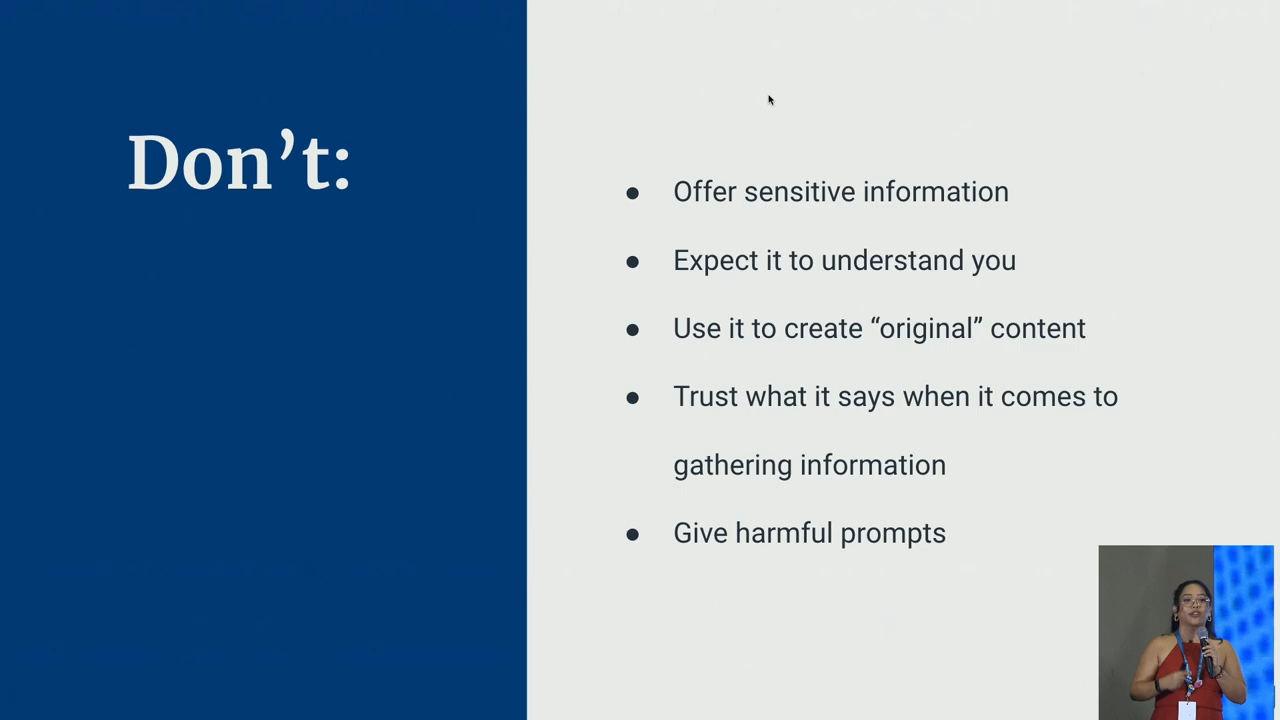 Don’t:
● Offer sensitive information
● Expect it to understand you
● Use it to create “original” content
● Trust what it says when it comes to
gathering information
● Give harmful prompts